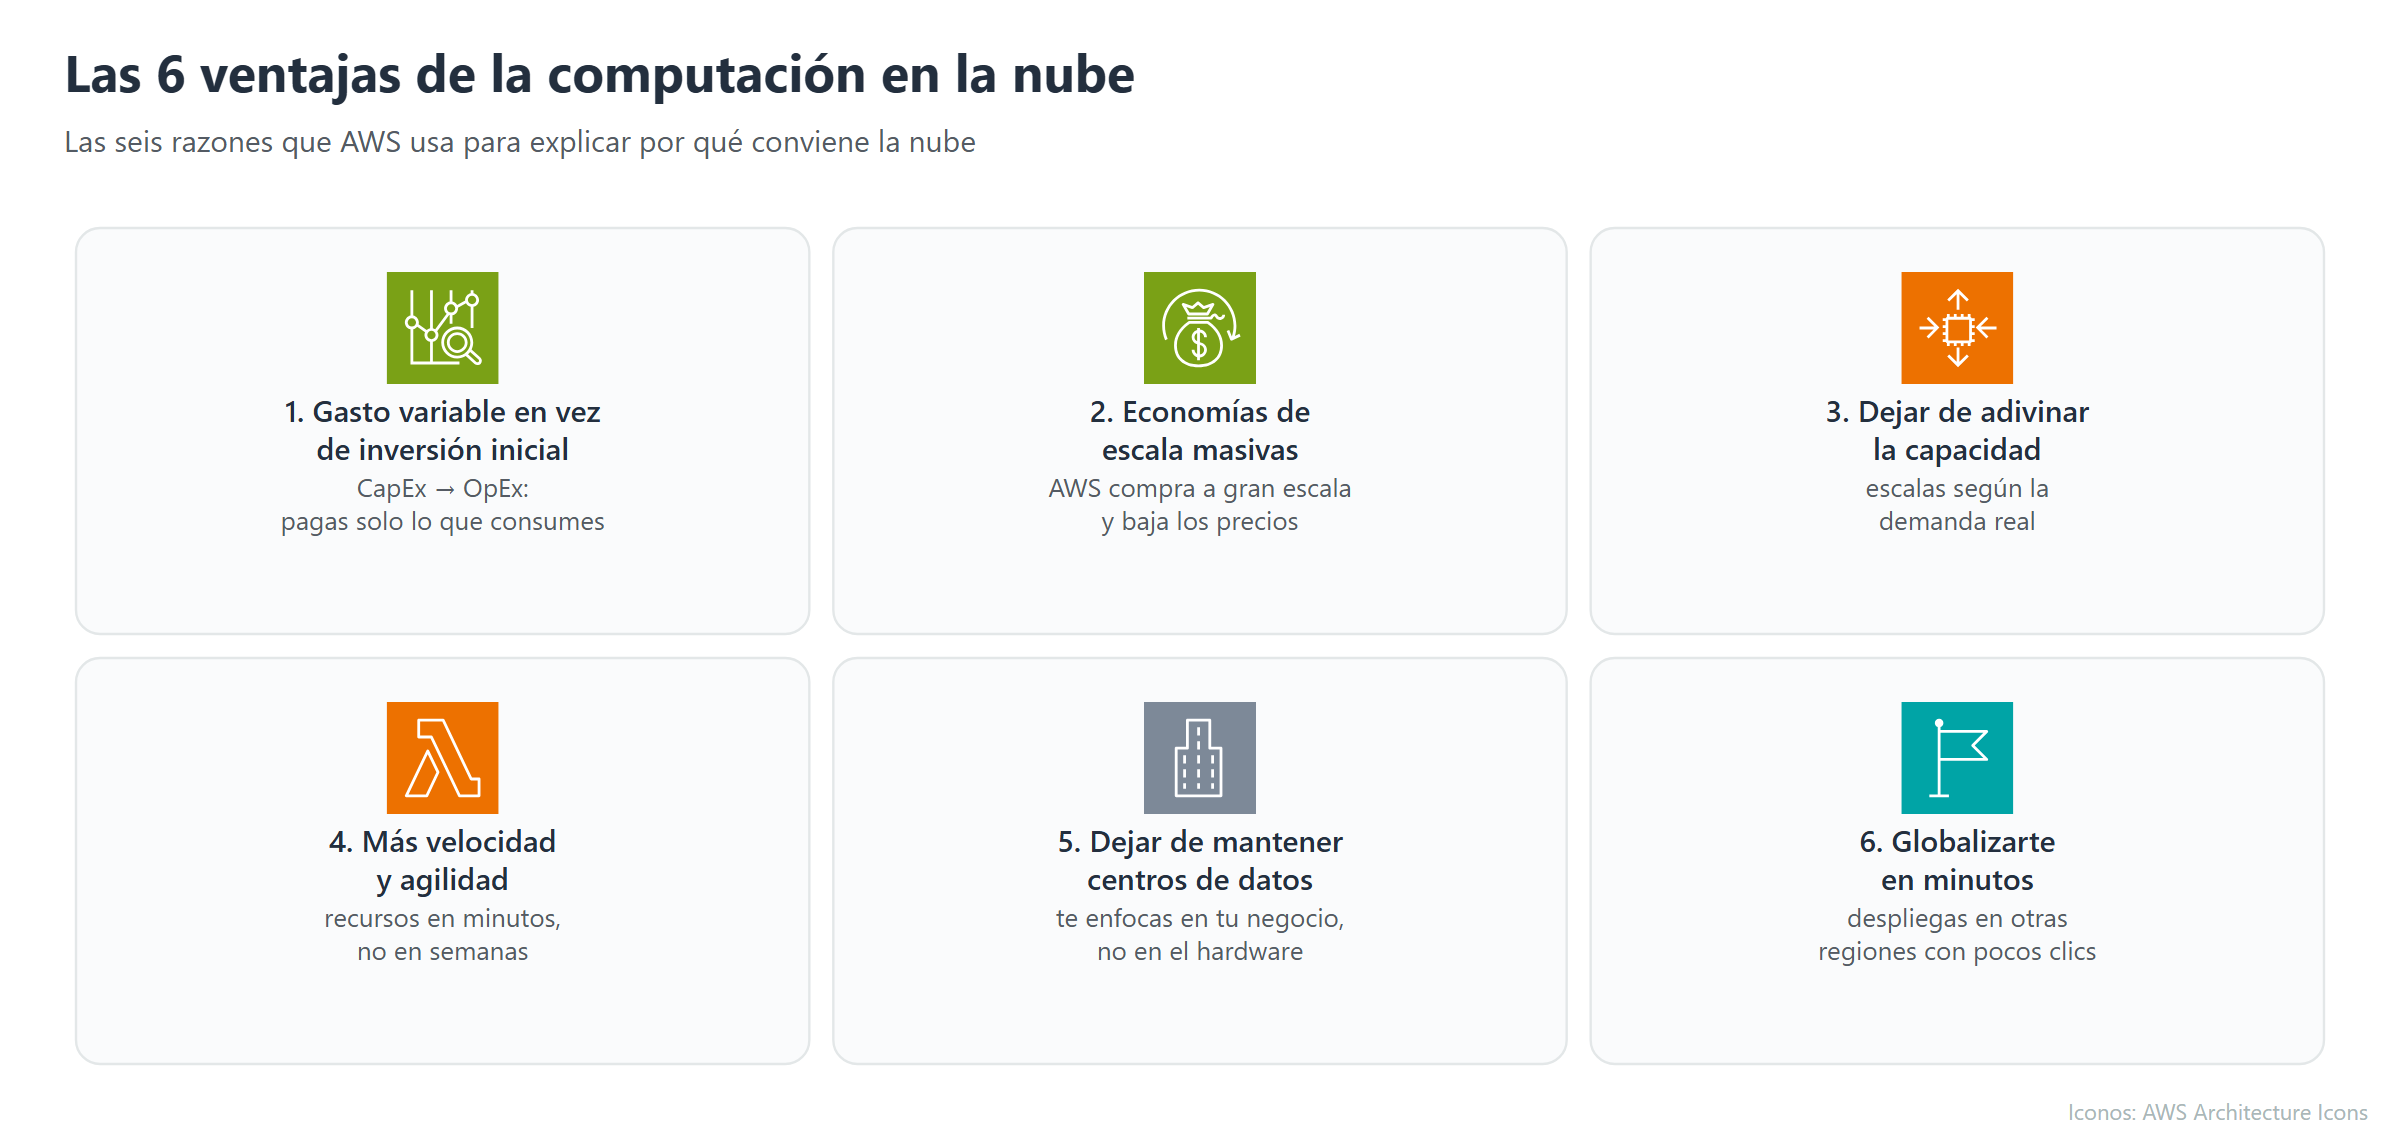 Las 6 ventajas de la computación en la nube
Las seis razones que AWS usa para explicar por qué conviene la nube
1. Gasto variable en vez
de inversión inicial
CapEx → OpEx:
pagas solo lo que consumes
2. Economías de
escala masivas
AWS compra a gran escala
y baja los precios
3. Dejar de adivinar
la capacidad
escalas según la
demanda real
4. Más velocidad
y agilidad
recursos en minutos,
no en semanas
5. Dejar de mantener
centros de datos
te enfocas en tu negocio,
no en el hardware
6. Globalizarte
en minutos
despliegas en otras
regiones con pocos clics
Iconos: AWS Architecture Icons